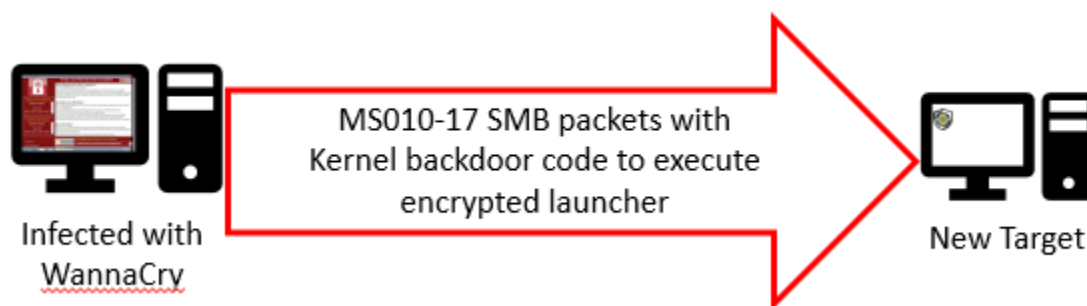 MS010-17 SMB packets with
Kernel backdoor code to execute
encrypted launcher
Infected with
WannaCry
New Target